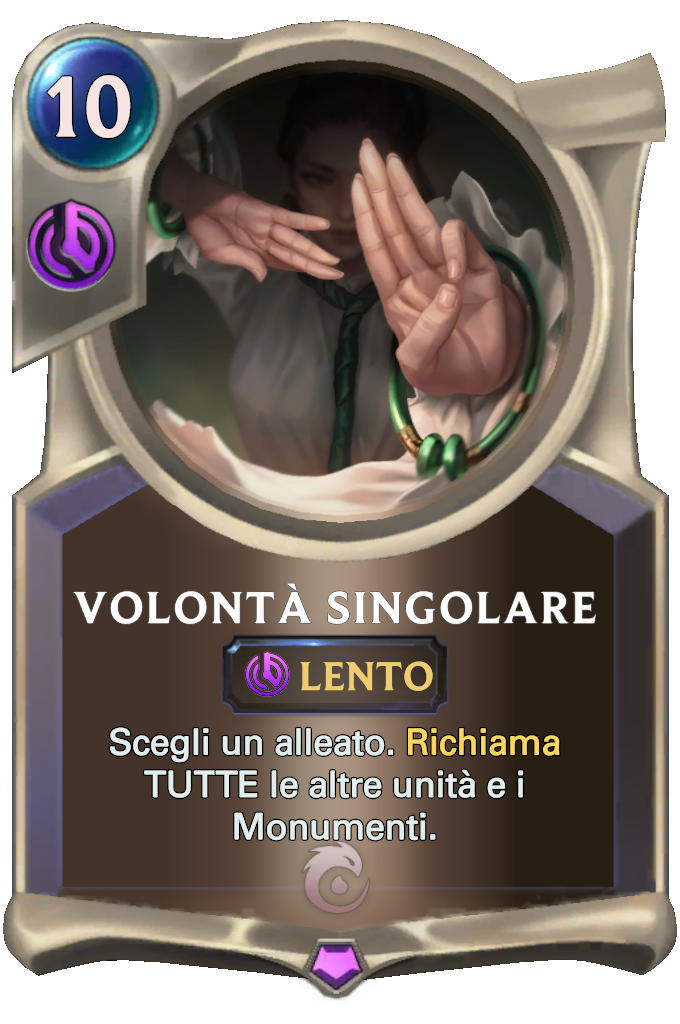 10
VOLONTÀ SINGOLARE
LENTO
Scegli un alleato. Richiama
TUTTE le altre unità e i
Monumenti.